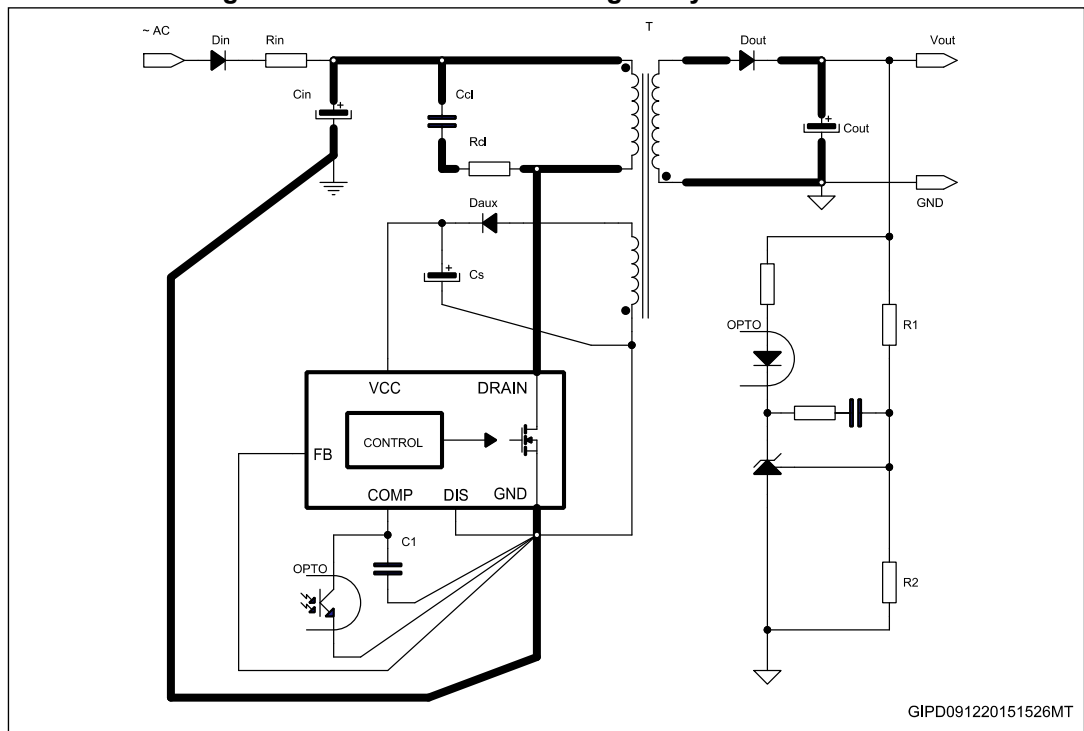 ~ AC
Din
Rin
T
Dout
Vout
Cin
+
Ccl
+
Cout
Rcl
GND
Daux
+
Cs
OPTO
R1
VCC
DRAIN
CONTROL
FB
COMP
DIS
GND
C1
OPTO
R2
GIPD091220151526MT